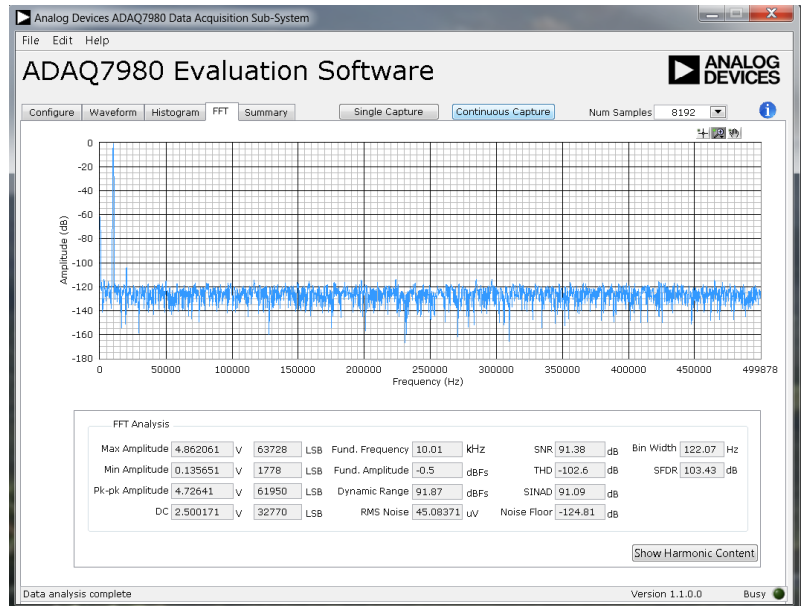 Analog Devices ADAQ7980 Data Acquisition Sub-System
File Edit Help
ADAQ7980 Evaluation Software
ANALOG
DEVICES
Configure Waveform Histogram FFT Summary Single Capture Continuous Capture Num Samples 8192
0
-20
-40
-60
-80
-100
-120
-140
-160
-180
Amplitude (dB)
0 50000 100000 150000 200000 250000 300000 350000 400000 450000 499878
Frequency (Hz)
FFT Analysis
Max Amplitude 4.862061 V 63728 LSB Fund. Frequency 10.01 kHz SNR 91.38 dB Bin Width 122.07 Hz
Min Amplitude 0.135651 V 1778 LSB Fund. Amplitude -0.5 dBFs THD -102.6 dB SFDR 103.43 dB
Pk-pk Amplitude 4.72641 V 61950 LSB Dynamic Range 91.87 dBFs SINAD 91.09 dB
DC 2.500171 V 32770 LSB RMS Noise 45.08371 uV Noise Floor -124.81 dB
Show Harmonic Content
Data analysis complete Version 1.1.0.0 Busy